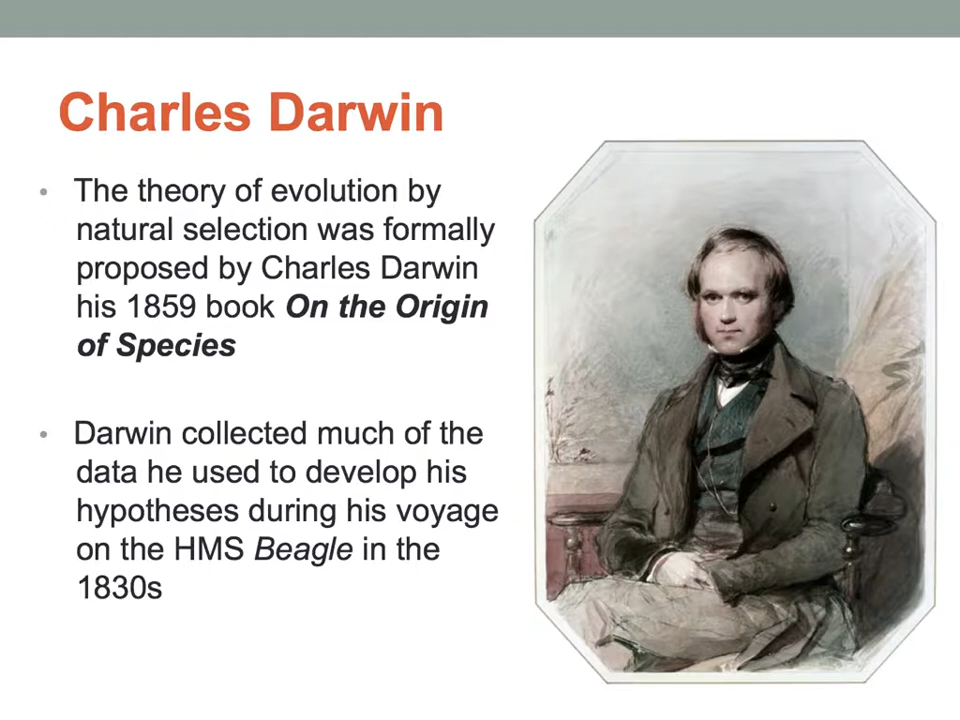 Charles Darwin
• The theory of evolution by
natural selection was formally
proposed by Charles Darwin
his 1859 book On the Origin
of Species
• Darwin collected much of the
data he used to develop his
hypotheses during his voyage
on the HMS Beagle in the
1830s